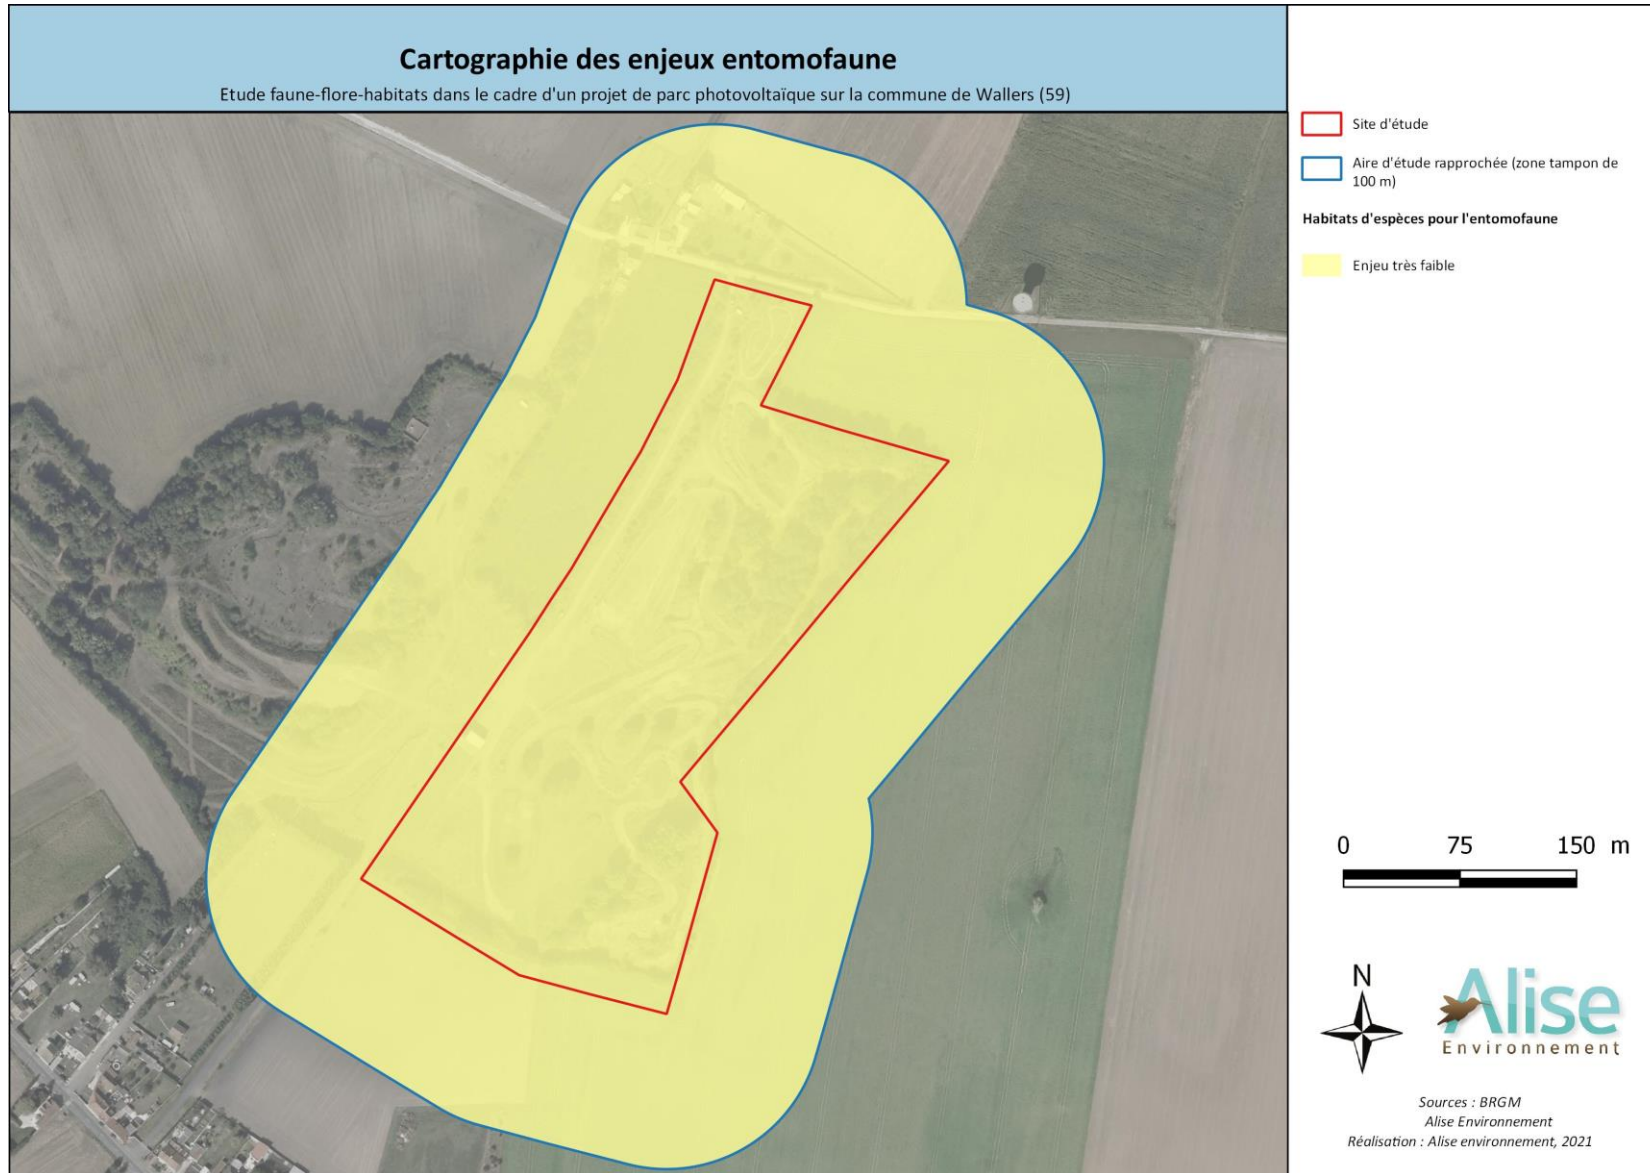 Cartographie des enjeux entomofaune
Etude faune-flore-habitats dans le cadre d'un projet de parc photovoltaïque sur la commune de Wallers (59)
Site d'étude
Aire d'étude rapprochée (zone tampon de
100 m)
Habitats d'espèces pour l'entomofaune
Enjeu très faible
0 75 150 m
N
Alise
Environnement
Sources : BRGM
Alise Environnement
Réalisation : Alise environnement, 2021